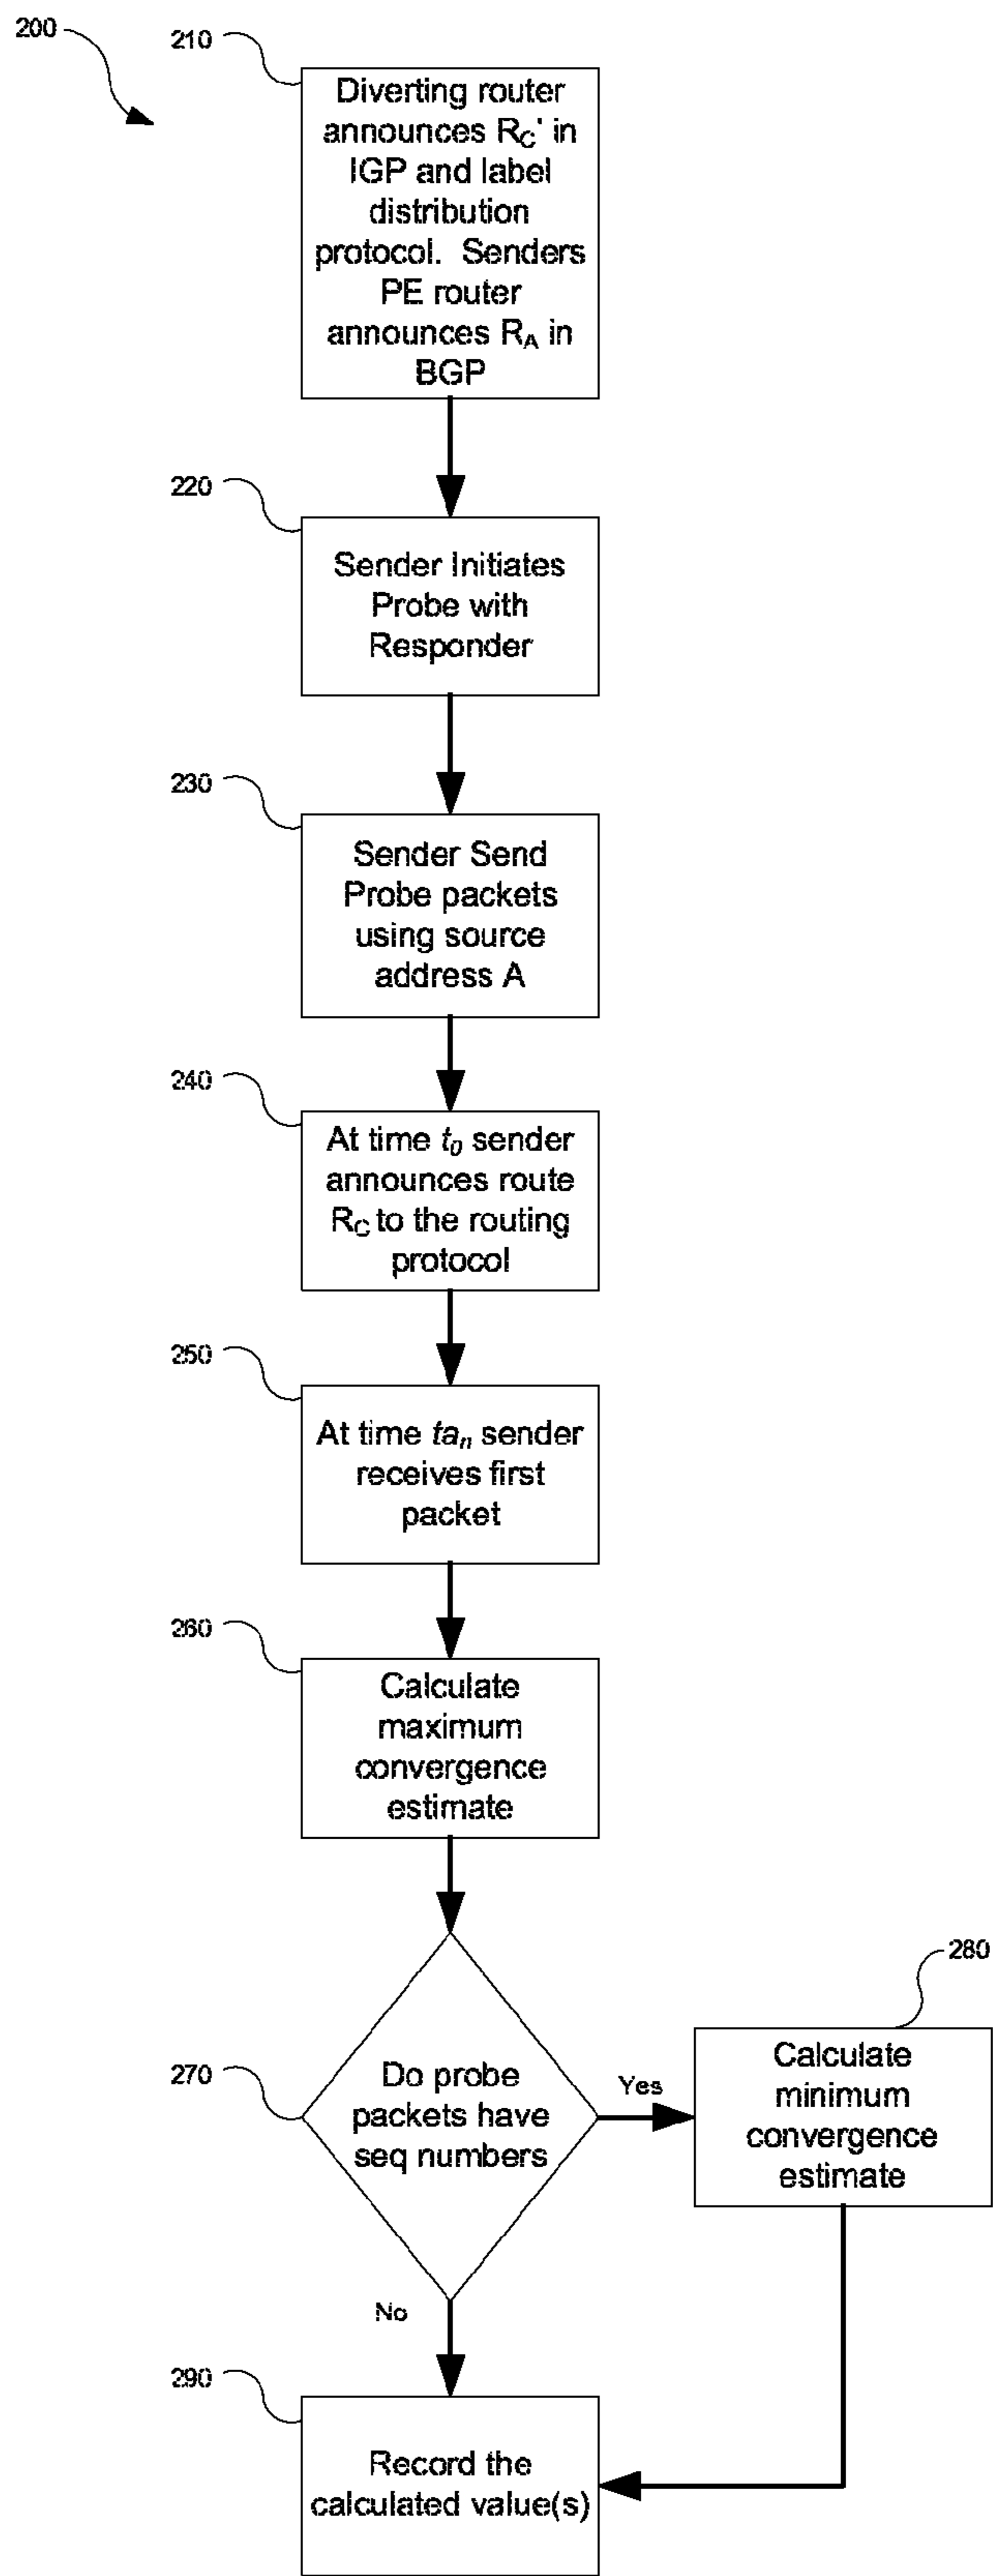 200
210
Diverting router
announces RC' in
IGP and label
distribution
protocol. Senders
PE router
announces RA in
BGP
220
Sender Initiates
Probe with
Responder
230
Sender Send
Probe packets
using source
address A
240
At time t0 sender
announces route
RC to the routing
protocol
250
At time tan sender
receives first
packet
260
Calculate
maximum
convergence
estimate
270
Do probe
packets have
seq numbers
Yes
280
Calculate
minimum
convergence
estimate
No
290
Record the
calculated value(s)